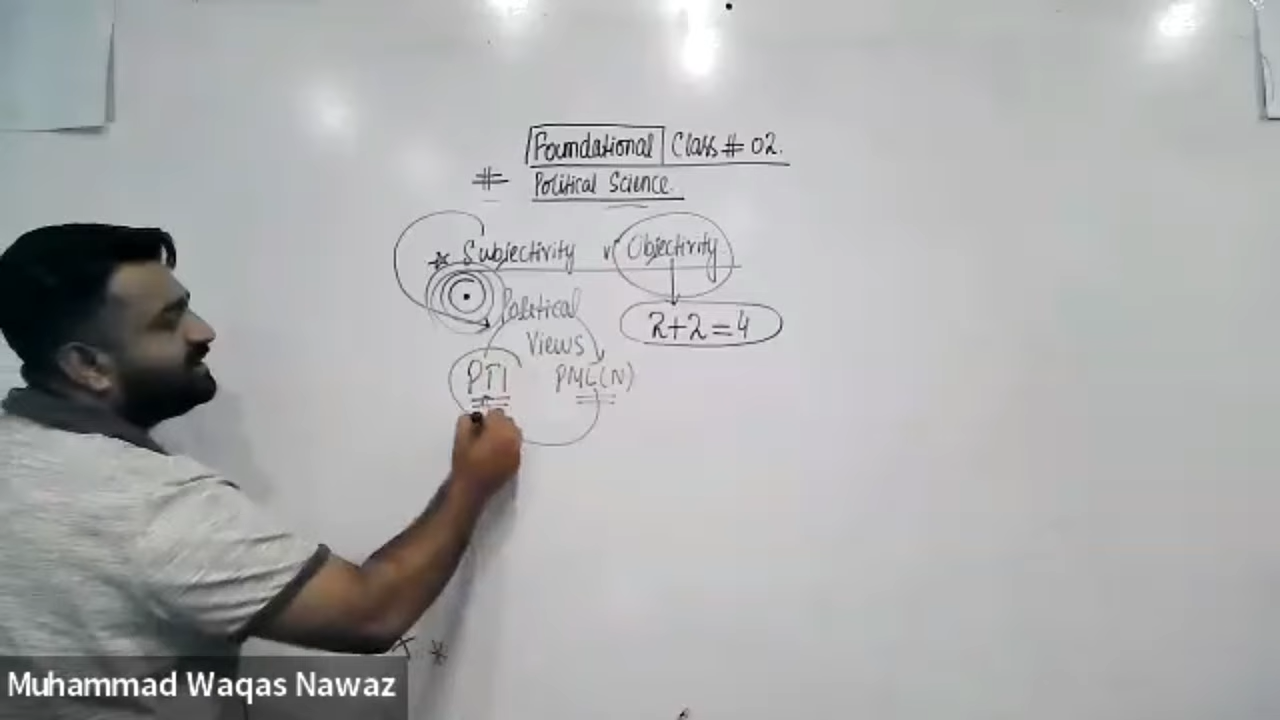 Foundational Class # 02.
# Political Science.
Subjectivity v Objectivity
Political
Views
2+2=4
PTI PML(N)
Muhammad Waqas Nawaz